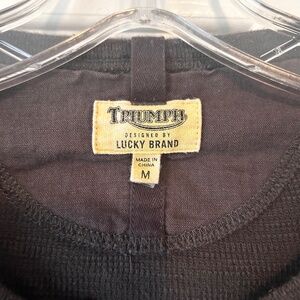 TRIUMPH
DESIGNED BY
LUCKY BRAND
MADE IN
CHINA
M